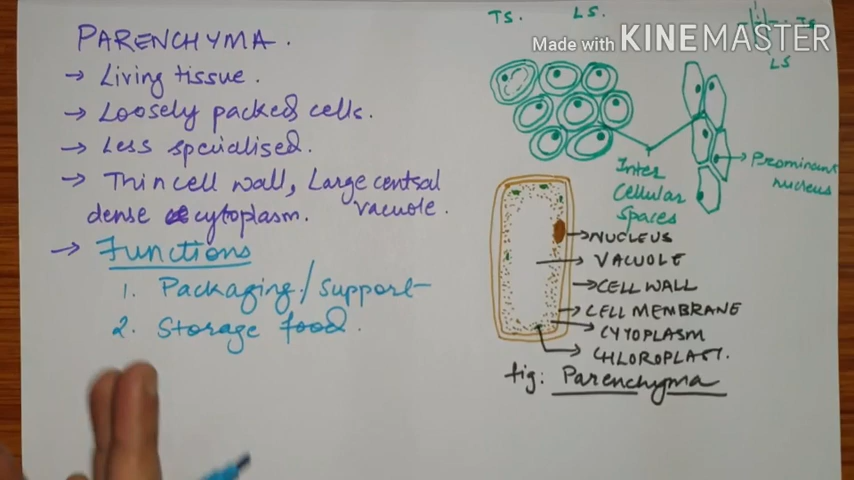 PARENCHYMA.
→ Living tissue.
→ Loosely packed cells.
→ Less specialised.
→ Thin cell wall, Large central
dense cytoplasm. Vacuole.
→ Functions
1. Packaging/Support
2. Storage food.
TS. LS.
TS
LS
Made with KINEMASTER
Inter
Cellular
Spaces
Prominant
nucleus
NUCLEUS
VACUOLE
CELL WALL
CELL MEMBRANE
CYTOPLASM
CHLOROPLAST.
fig: Parenchyma